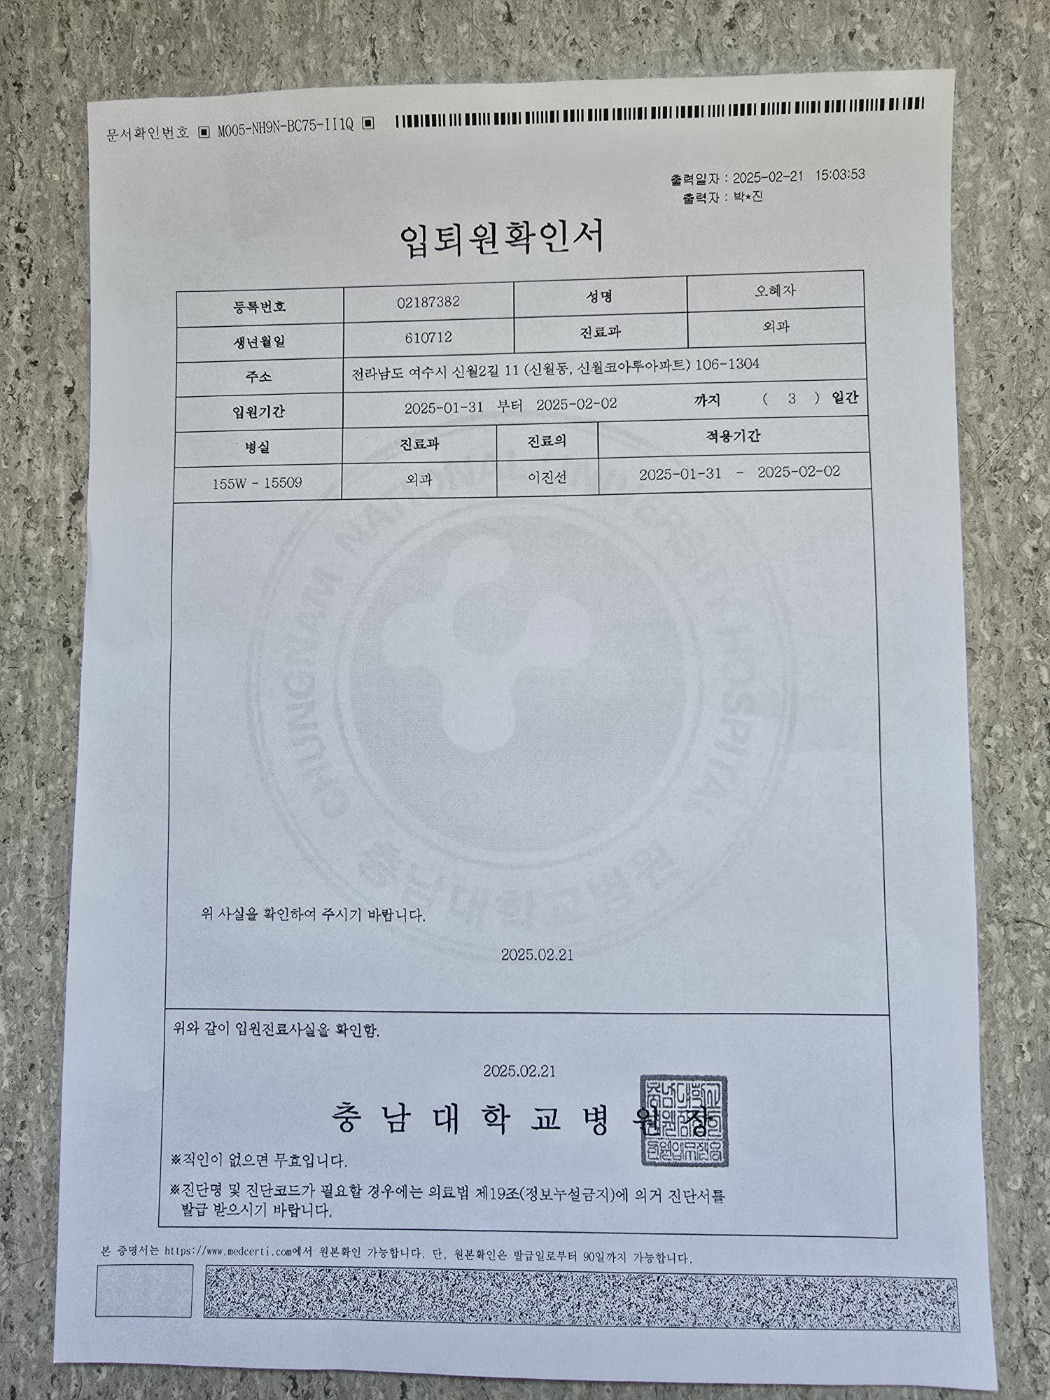 문서확인번호 ▣ M005-NH9N-BC75-II1Q ▣
출력일자 : 2025-02-21 15:03:53
출력자 : 박*진
입퇴원확인서
등록번호 02187382 성명 오혜자
생년월일 610712 진료과 외과
주소 전라남도 여수시 신월2길 11 (신월동, 신월코아루아파트) 106-1304
입원기간 2025-01-31 부터 2025-02-02 까지 ( 3 ) 일간
병실 진료과 진료의 적용기간
155W - 15509 외과 이진선 2025-01-31 - 2025-02-02
CHUNGNAM NATIONAL UNIVERSITY HOSPITAL
충남대학교병원
위 사실을 확인하여 주시기 바랍니다.
2025.02.21
위와 같이 입원진료사실을 확인함.
2025.02.21
충남대학교병원장
※직인이 없으면 무효입니다.
※진단명 및 진단코드가 필요할 경우에는 의료법 제19조(정보누설금지)에 의거 진단서를
발급 받으시기 바랍니다.
본 증명서는 https://www.medcerti.com에서 원본확인 가능합니다. 단, 원본확인은 발급일로부터 90일까지 가능합니다.